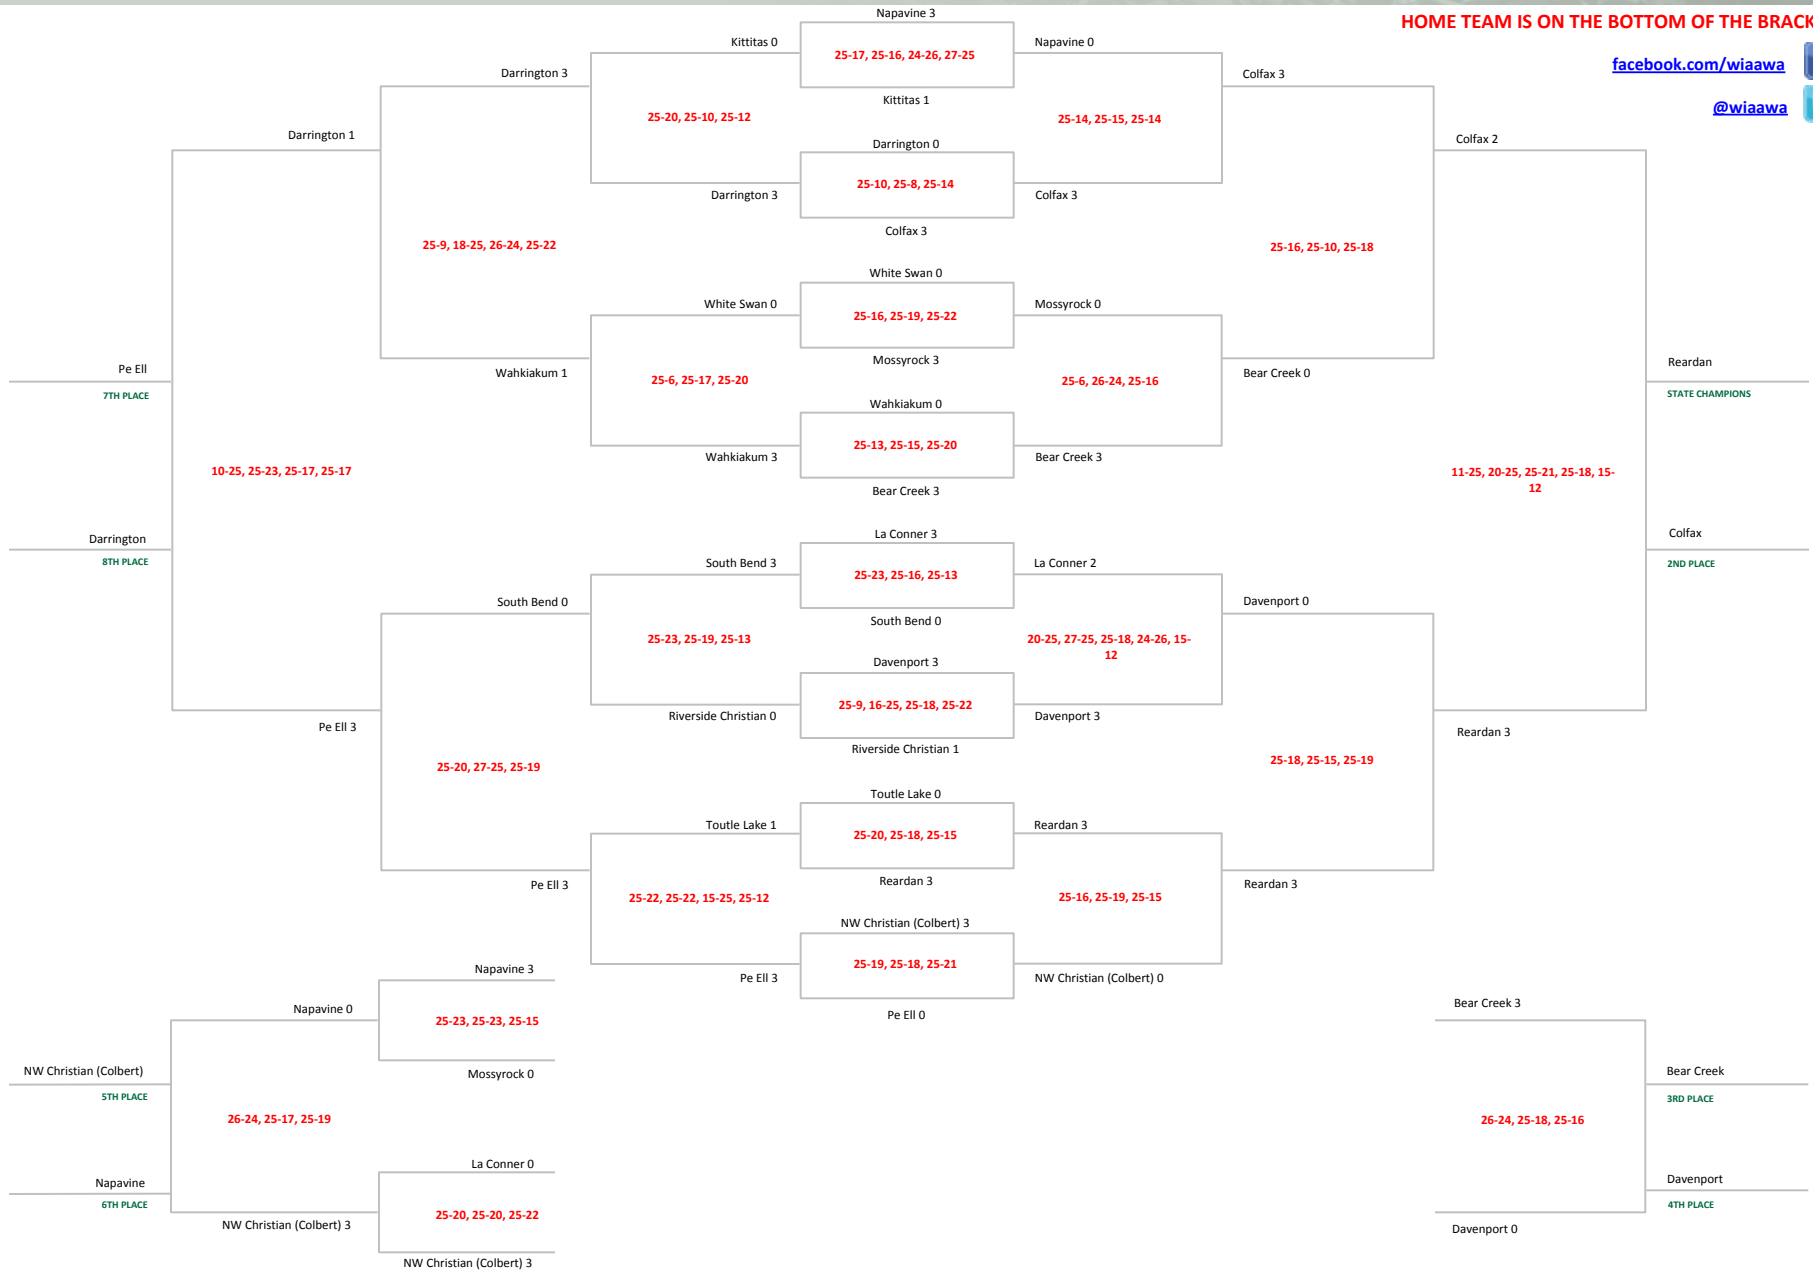 HOME TEAM IS ON THE BOTTOM OF THE BRACK
facebook.com/wiaawa
@wiaawa
Napavine 3
25-17, 25-16, 24-26, 27-25
Kittitas 1
Darrington 0
25-10, 25-8, 25-14
Colfax 3
White Swan 0
25-16, 25-19, 25-22
Mossyrock 3
Wahkiakum 0
25-13, 25-15, 25-20
Bear Creek 3
La Conner 3
25-23, 25-16, 25-13
South Bend 0
Davenport 3
25-9, 16-25, 25-18, 25-22
Riverside Christian 1
Toutle Lake 0
25-20, 25-18, 25-15
Reardan 3
NW Christian (Colbert) 3
25-19, 25-18, 25-21
Pe Ell 0
Kittitas 0
25-20, 25-10, 25-12
Darrington 3
White Swan 0
25-6, 25-17, 25-20
Wahkiakum 3
South Bend 3
25-23, 25-19, 25-13
Riverside Christian 0
Toutle Lake 1
25-22, 25-22, 15-25, 25-12
Pe Ell 3
Darrington 3
25-9, 18-25, 26-24, 25-22
Wahkiakum 1
South Bend 0
25-20, 27-25, 25-19
Pe Ell 3
Darrington 1
10-25, 25-23, 25-17, 25-17
Pe Ell 3
Pe Ell
7TH PLACE
Darrington
8TH PLACE
Napavine 0
25-14, 25-15, 25-14
Colfax 3
Mossyrock 0
25-6, 26-24, 25-16
Bear Creek 3
La Conner 2
20-25, 27-25, 25-18, 24-26, 15-
12
Davenport 3
Reardan 3
25-16, 25-19, 25-15
NW Christian (Colbert) 0
Colfax 3
25-16, 25-10, 25-18
Bear Creek 0
Davenport 0
25-18, 25-15, 25-19
Reardan 3
Colfax 2
11-25, 20-25, 25-21, 25-18, 15-
12
Reardan 3
Reardan
STATE CHAMPIONS
Colfax
2ND PLACE
Napavine 3
25-23, 25-23, 25-15
Mossyrock 0
La Conner 0
25-20, 25-20, 25-22
NW Christian (Colbert) 3
Napavine 0
26-24, 25-17, 25-19
NW Christian (Colbert) 3
NW Christian (Colbert)
5TH PLACE
Napavine
6TH PLACE
Bear Creek 3
26-24, 25-18, 25-16
Davenport 0
Bear Creek
3RD PLACE
Davenport
4TH PLACE